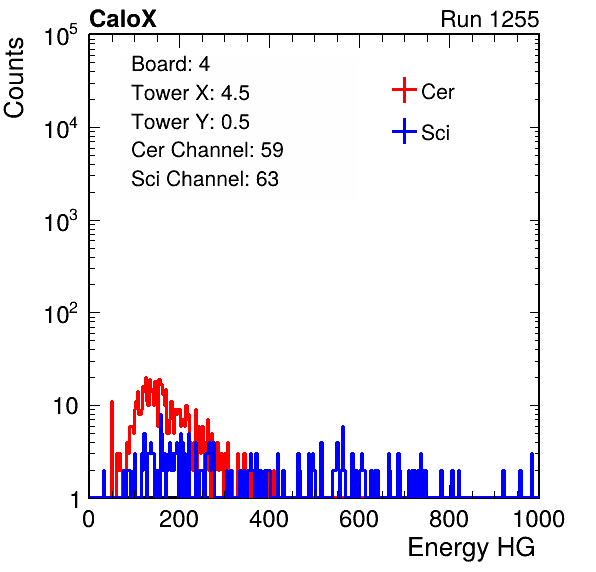 CaloX Run 1255
Counts
Board: 4
Tower X: 4.5
Tower Y: 0.5
Cer Channel: 59
Sci Channel: 63
Cer
Sci
10^5
10^4
10^3
10^2
10
1
0 200 400 600 800 1000
Energy HG